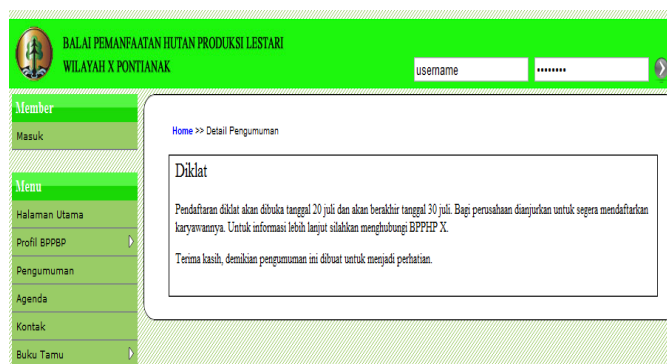 BALAI PEMANFAATAN HUTAN PRODUKSI LESTARI
WILAYAH X PONTIANAK
username
••••••••
Member
Masuk
Menu
Halaman Utama
Profil BPPBP
Pengumuman
Agenda
Kontak
Buku Tamu
Home >> Detail Pengumuman
Diklat
Pendaftaran diklat akan dibuka tanggal 20 juli dan akan berakhir tanggal 30 juli. Bagi perusahaan dianjurkan untuk segera mendaftarkan
karyawannya. Untuk informasi lebih lanjut silahkan menghubungi BPPHP X.
Terima kasih, demikian pengumuman ini dibuat untuk menjadi perhatian.